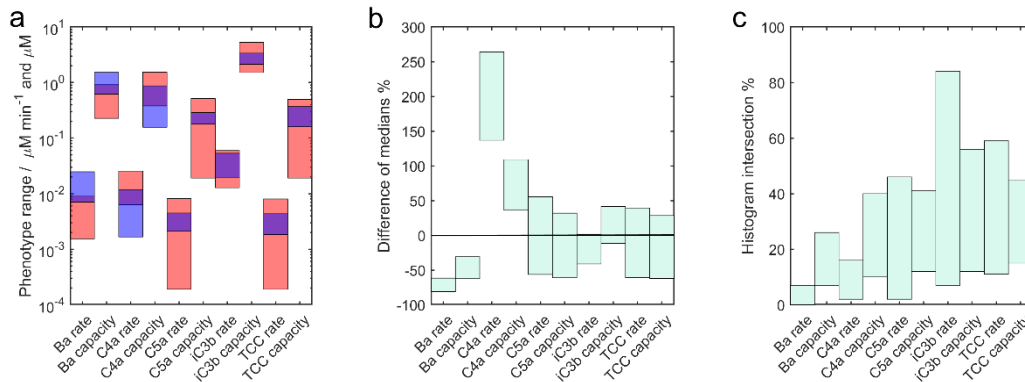 a
Phenotype range / μM min⁻¹ and μM
10¹
10⁰
10⁻¹
10⁻²
10⁻³
10⁻⁴
Ba rate
Ba capacity
C4a rate
C4a capacity
C5a rate
C5a capacity
iC3b rate
iC3b capacity
TCC rate
TCC capacity
b
Difference of medians %
300
250
200
150
100
50
0
-50
-100
Ba rate
Ba capacity
C4a rate
C4a capacity
C5a rate
C5a capacity
iC3b rate
iC3b capacity
TCC rate
TCC capacity
c
Histogram intersection %
100
80
60
40
20
0
Ba rate
Ba capacity
C4a rate
C4a capacity
C5a rate
C5a capacity
iC3b rate
iC3b capacity
TCC rate
TCC capacity